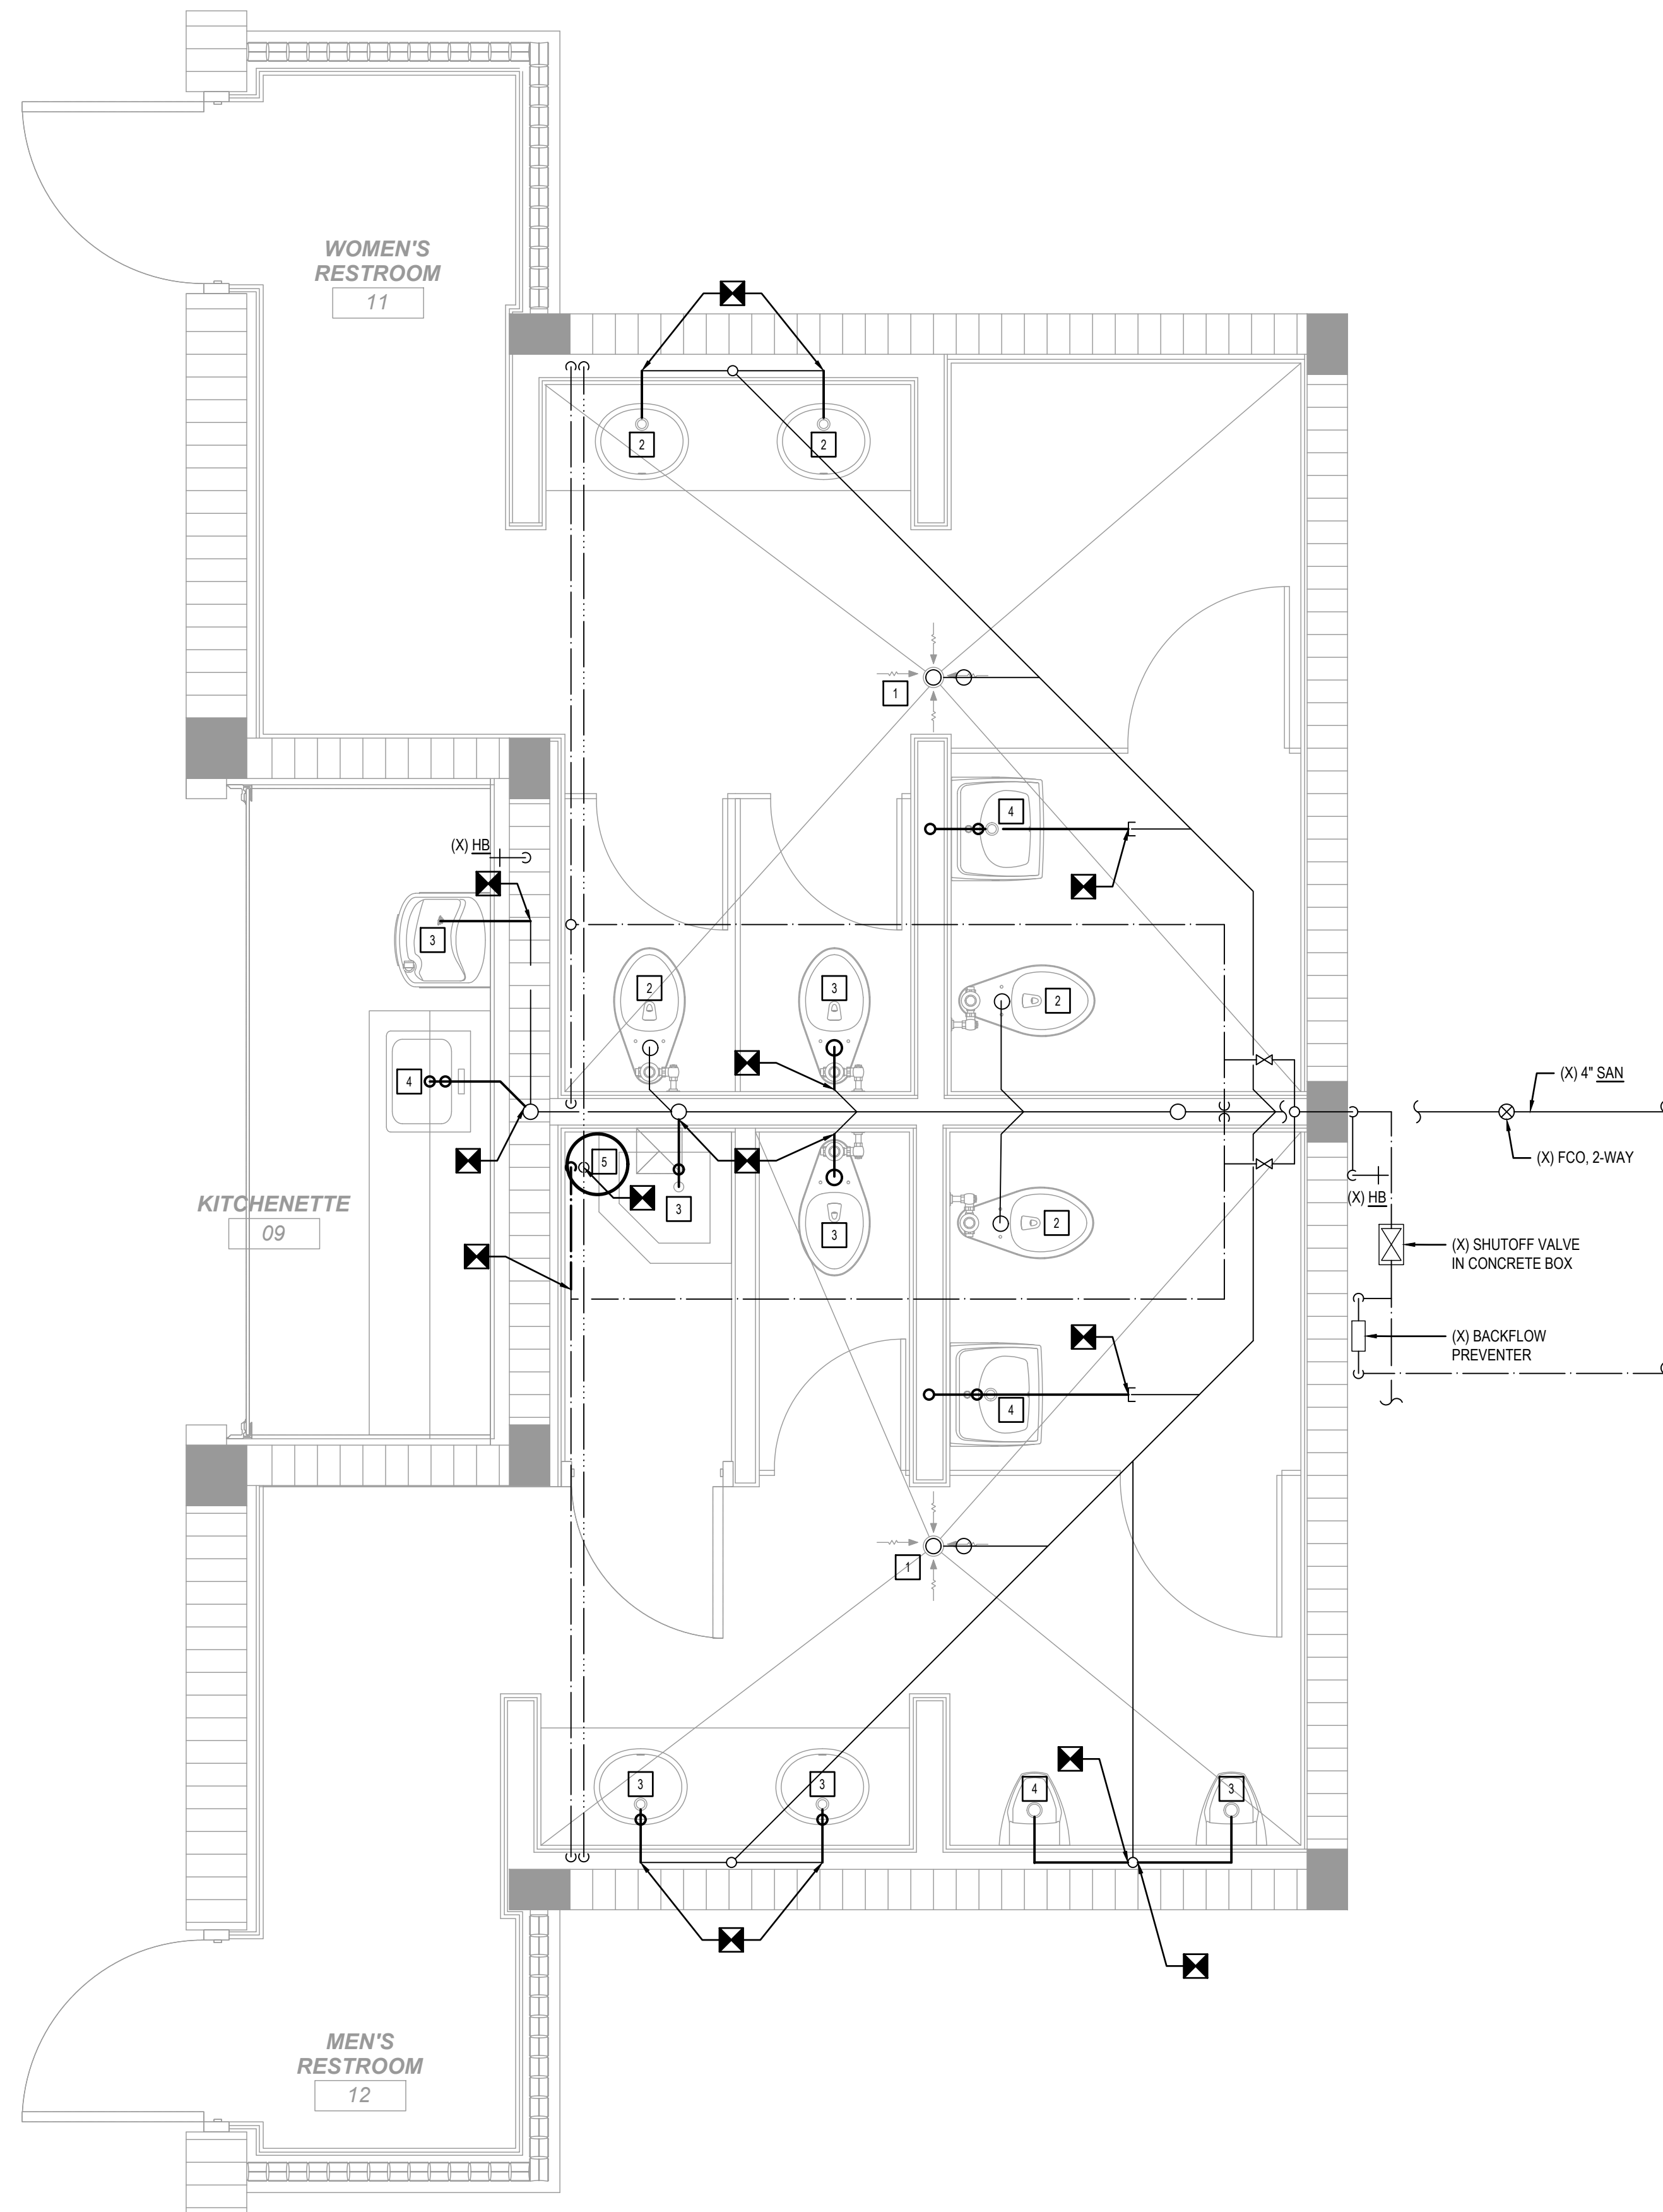 WOMEN'S
RESTROOM
11
2
2
1
4
(X) HB
3
2
3
2
(X) 4" SAN
4
(X) FCO, 2-WAY
5
3
3
2
(X) HB
KITCHENETTE
09
(X) SHUTOFF VALVE
IN CONCRETE BOX
(X) BACKFLOW
PREVENTER
4
1
3
3
4
3
MEN'S
RESTROOM
12